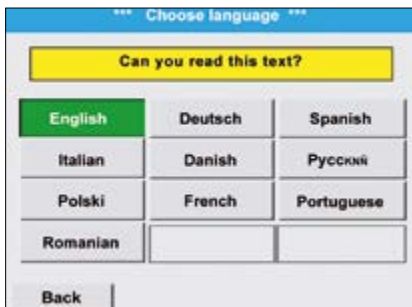 *** Choose language ***
Can you read this text?
English Deutsch Spanish
Italian Danish Русский
Polski French Portuguese
Romanian
Back